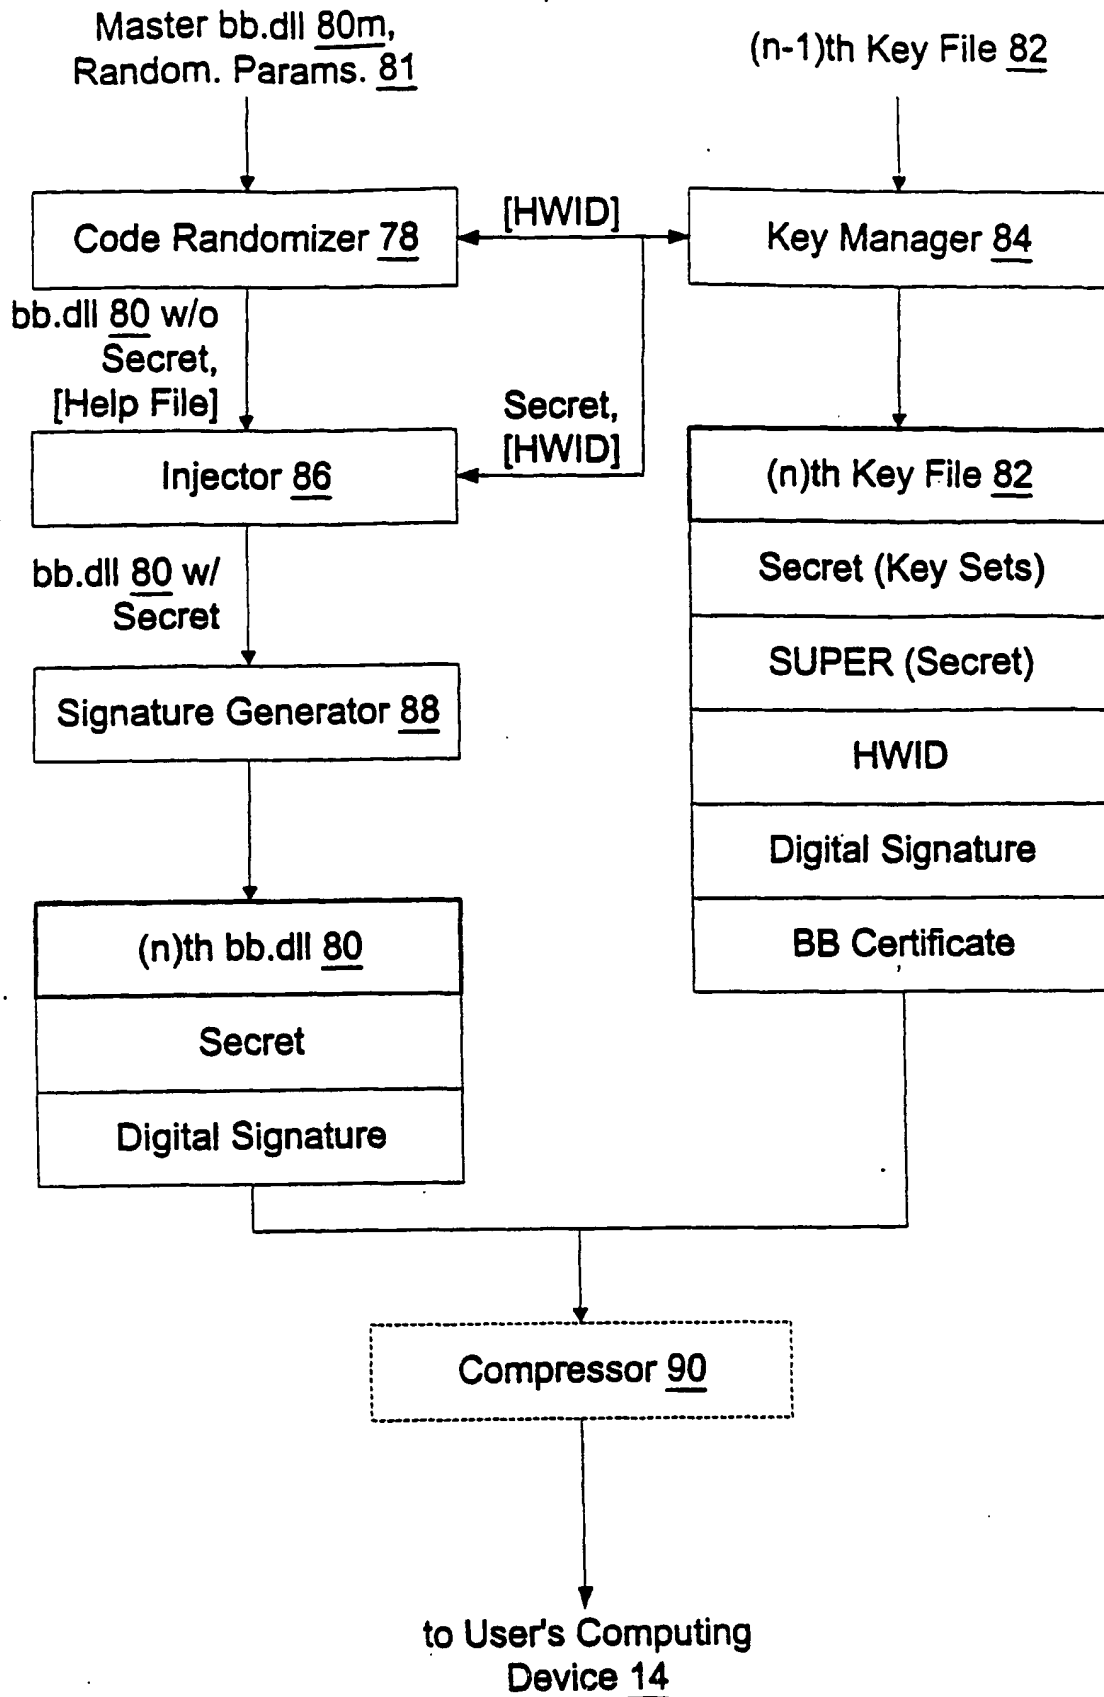 Master bb.dll 80m,
Random. Params. 81
(n-1)th Key File 82
Code Randomizer 78
[HWID]
Key Manager 84
bb.dll 80 w/o
Secret,
[Help File]
Secret,
[HWID]
Injector 86
(n)th Key File 82
Secret (Key Sets)
bb.dll 80 w/
Secret
SUPER (Secret)
Signature Generator 88
HWID
Digital Signature
BB Certificate
(n)th bb.dll 80
Secret
Digital Signature
Compressor 90
to User's Computing
Device 14